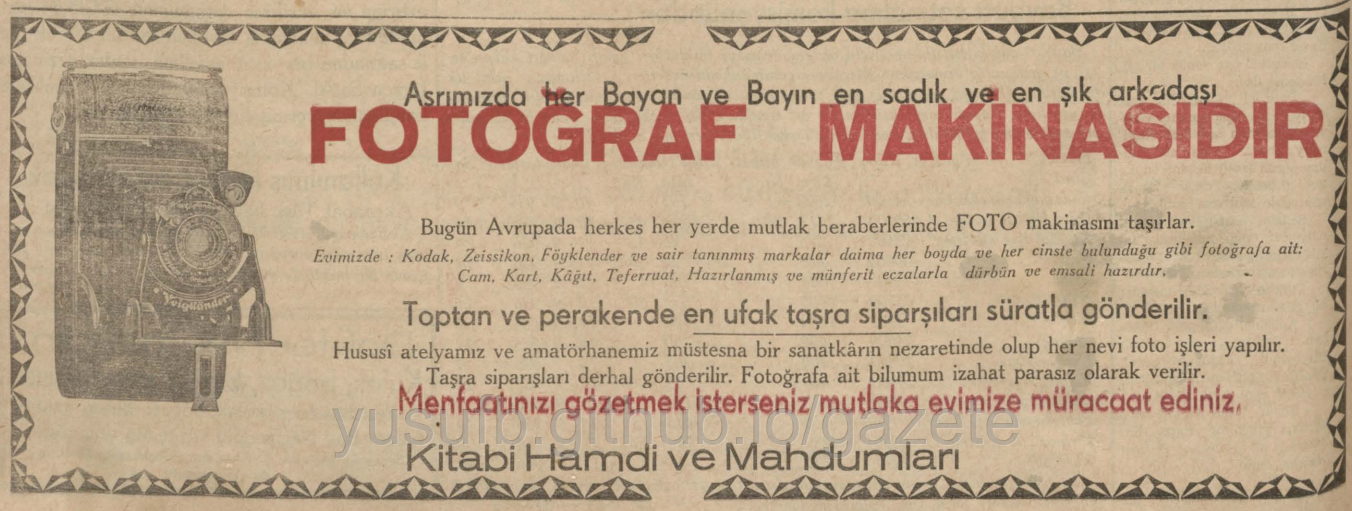 Asrımızda her Bayan ve Bayın en sadık ve en şık arkadaşı
FOTOĞRAF MAKİNASIDIR
Bugün Avrupada herkes her yerde mutlak beraberlerinde FOTO makinasını taşırlar.
Evimizde : Kodak, Zeissikon, Föyklender ve sair tanınmış markalar daima her boyda ve her cinste bulunduğu gibi fotoğrafa ait:
Cam, Kart, Kâğıt, Teferruat, Hazırlanmış ve münferit eczalarla dürbün ve emsali hazırdır.
Voigtländer
Toptan ve perakende en ufak taşra siparşıları süratla gönderilir.
Hususî atelyamız ve amatörhanemiz müstesna bir sanatkârın nezaretinde olup her nevi foto işleri yapılır.
Taşra siparışları derhal gönderilir. Fotoğrafa ait bilumum izahat parasız olarak verilir.
Menfaatınızı gözetmek isterseniz mutlaka evimize müracaat ediniz.
yusufb.github.io/gazete
Kitabi Hamdi ve Mahdumları